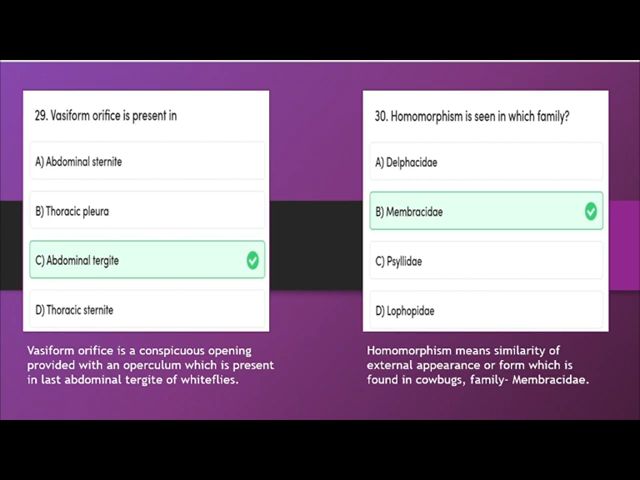 29. Vasiform orifice is present in
A) Abdominal sternite
B) Thoracic pleura
C) Abdominal tergite
D) Thoracic sternite
Vasiform orifice is a conspicuous opening
provided with an operculum which is present
in last abdominal tergite of whiteflies.
30. Homomorphism is seen in which family?
A) Delphacidae
B) Membracidae
C) Psyllidae
D) Lophopidae
Homomorphism means similarity of
external appearance or form which is
found in cowbugs, family- Membracidae.